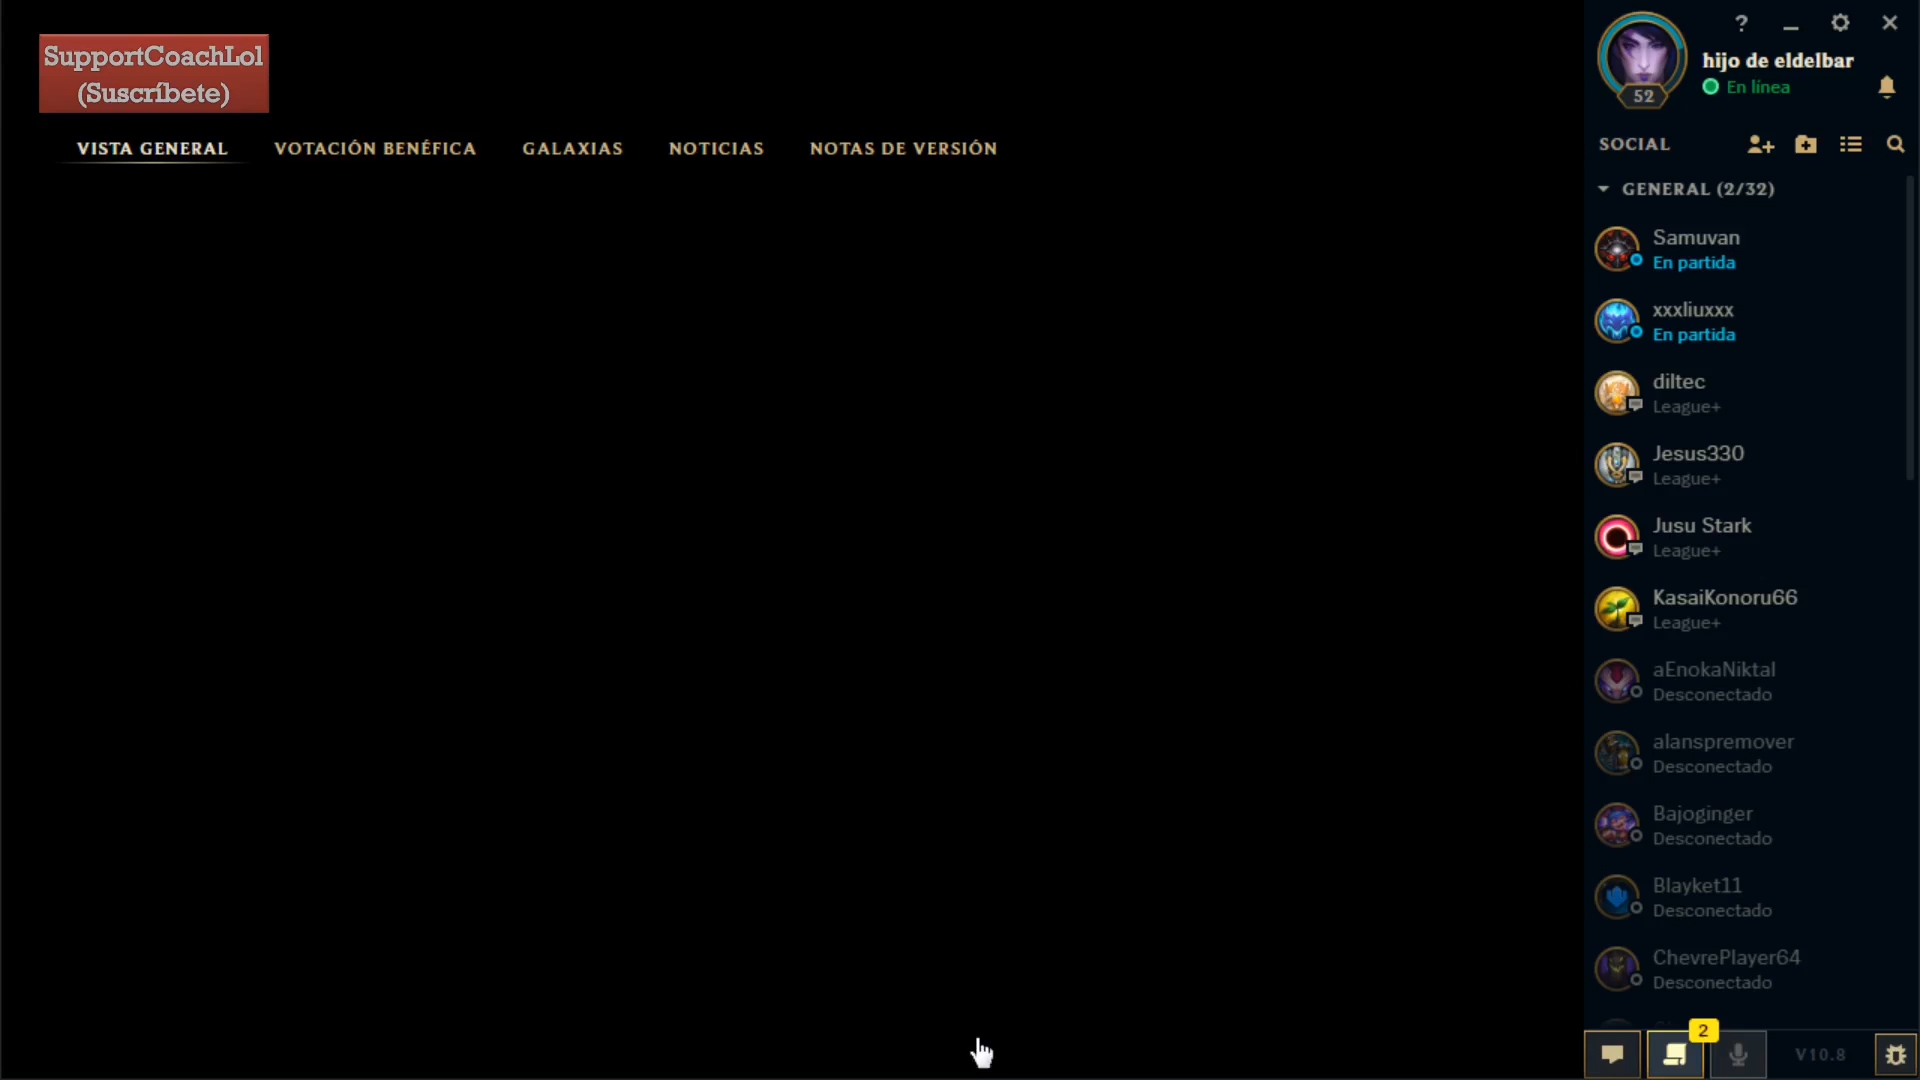 SupportCoachLol
(Suscríbete)
VISTA GENERAL
VOTACIÓN BENÉFICA
GALAXIAS
NOTICIAS
NOTAS DE VERSIÓN
?
hijo de eldelbar
En línea
52
SOCIAL
GENERAL (2/32)
Samuvan
En partida
xxxliuxxx
En partida
diltec
League+
Jesus330
League+
Jusu Stark
League+
KasaiKonoru66
League+
aEnokaNiktal
Desconectado
alanspremover
Desconectado
Bajoginger
Desconectado
Blayket11
Desconectado
ChevrePlayer64
Desconectado
2
V10.8